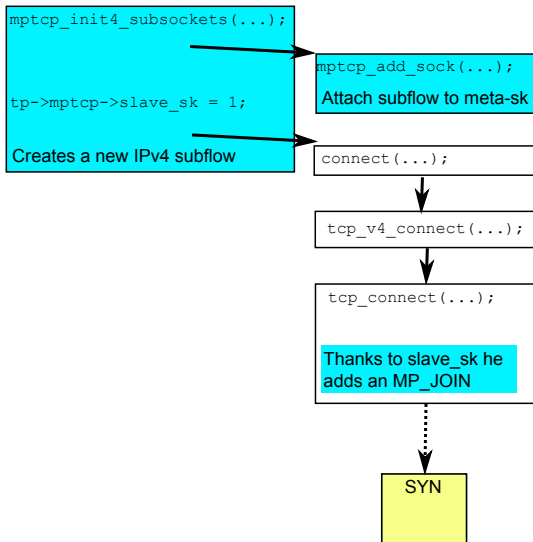 mptcp_init4_subsockets(...);
mptcp_add_sock(...);
Attach subflow to meta-sk
tp->mptcp->slave_sk = 1;
Creates a new IPv4 subflow
connect(...);
tcp_v4_connect(...);
tcp_connect(...);
Thanks to slave_sk he
adds an MP_JOIN
SYN